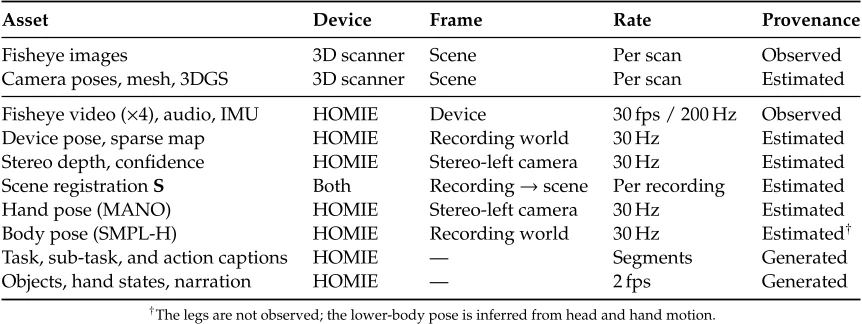 Asset Device Frame Rate Provenance
Fisheye images 3D scanner Scene Per scan Observed
Camera poses, mesh, 3DGS 3D scanner Scene Per scan Estimated
Fisheye video (×4), audio, IMU HOMIE Device 30 fps / 200 Hz Observed
Device pose, sparse map HOMIE Recording world 30 Hz Estimated
Stereo depth, confidence HOMIE Stereo-left camera 30 Hz Estimated
Scene registration S Both Recording → scene Per recording Estimated
Hand pose (MANO) HOMIE Stereo-left camera 30 Hz Estimated
Body pose (SMPL-H) HOMIE Recording world 30 Hz Estimated†
Task, sub-task, and action captions HOMIE — Segments Generated
Objects, hand states, narration HOMIE — 2 fps Generated
†The legs are not observed; the lower-body pose is inferred from head and hand motion.